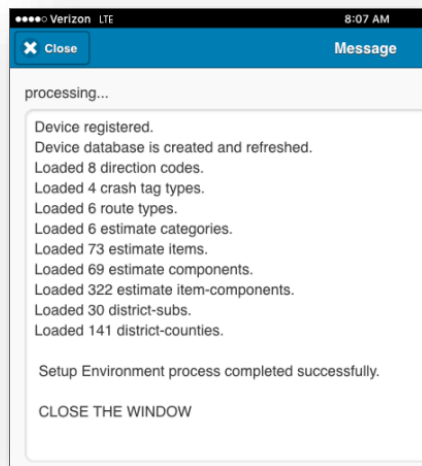 Verizon LTE 8:07 AM
Close Message
processing...
Device registered.
Device database is created and refreshed.
Loaded 8 direction codes.
Loaded 4 crash tag types.
Loaded 6 route types.
Loaded 6 estimate categories.
Loaded 73 estimate items.
Loaded 69 estimate components.
Loaded 322 estimate item-components.
Loaded 30 district-subs.
Loaded 141 district-counties.
Setup Environment process completed successfully.
CLOSE THE WINDOW